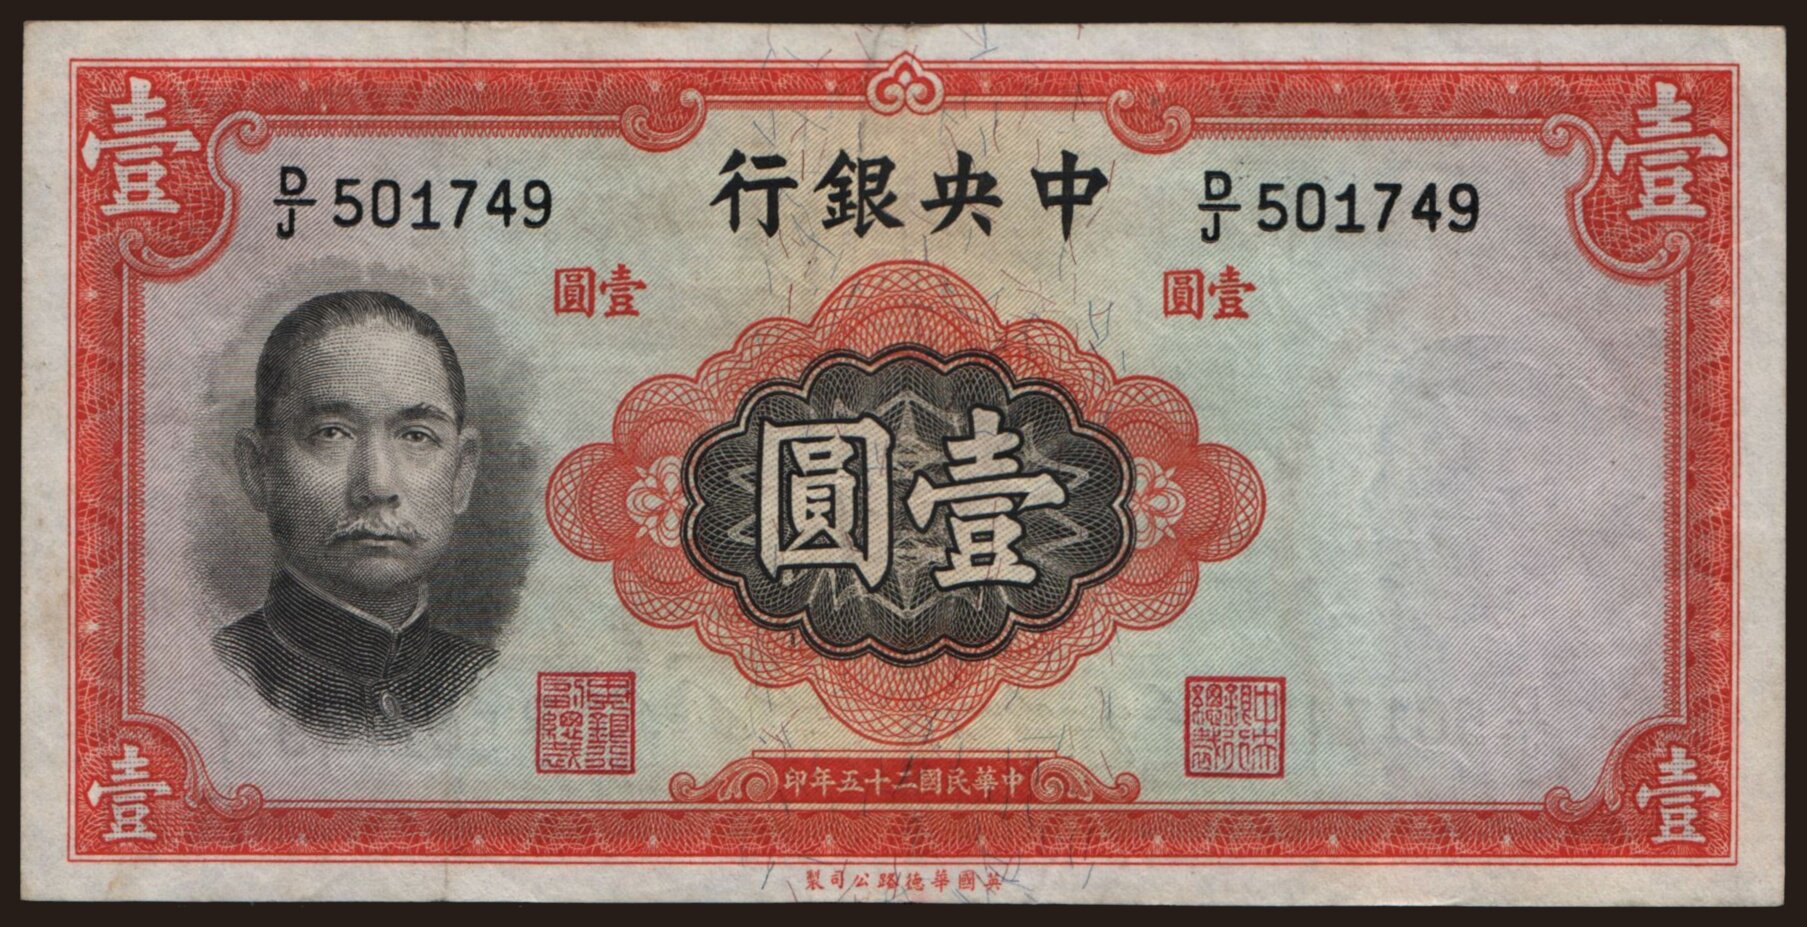 壹
壹
中央銀行
D/J 501749
D/J 501749
壹圓
壹圓
壹圓
中華民國二十五年印
壹
壹
英國華德路公司製